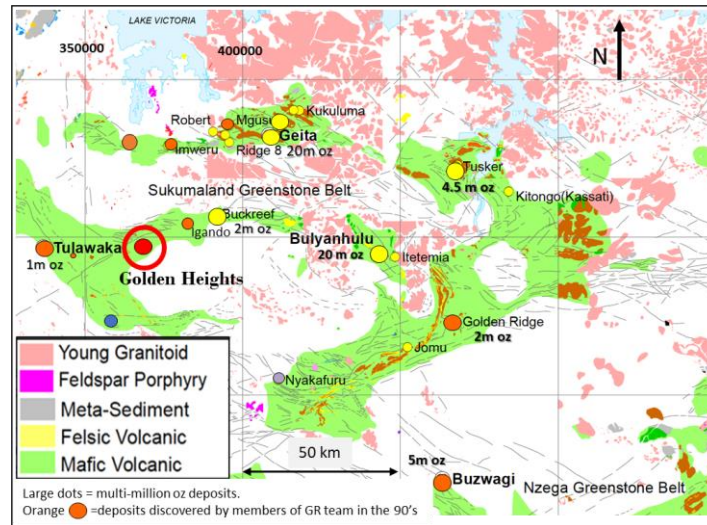 LAKE VICTORIA
350000
400000
N
Kukuluma
Robert
Mgusu
Geita
20m oz
Imweru
Ridge 8
Tusker
4.5 m oz
Kitongo(Kassati)
Sukumaland Greenstone Belt
Buckreef
2m oz
Igando
Tulawaka
1m oz
Bulyanhulu
20 m oz
Itetemia
Golden Heights
Golden Ridge
2m oz
Jomu
Nyakafuru
Young Granitoid
Feldspar Porphyry
Meta-Sediment
Felsic Volcanic
Mafic Volcanic
50 km
5m oz
Buzwagi
Nzega Greenstone Belt
Large dots = multi-million oz deposits.
Orange =deposits discovered by members of GR team in the 90's